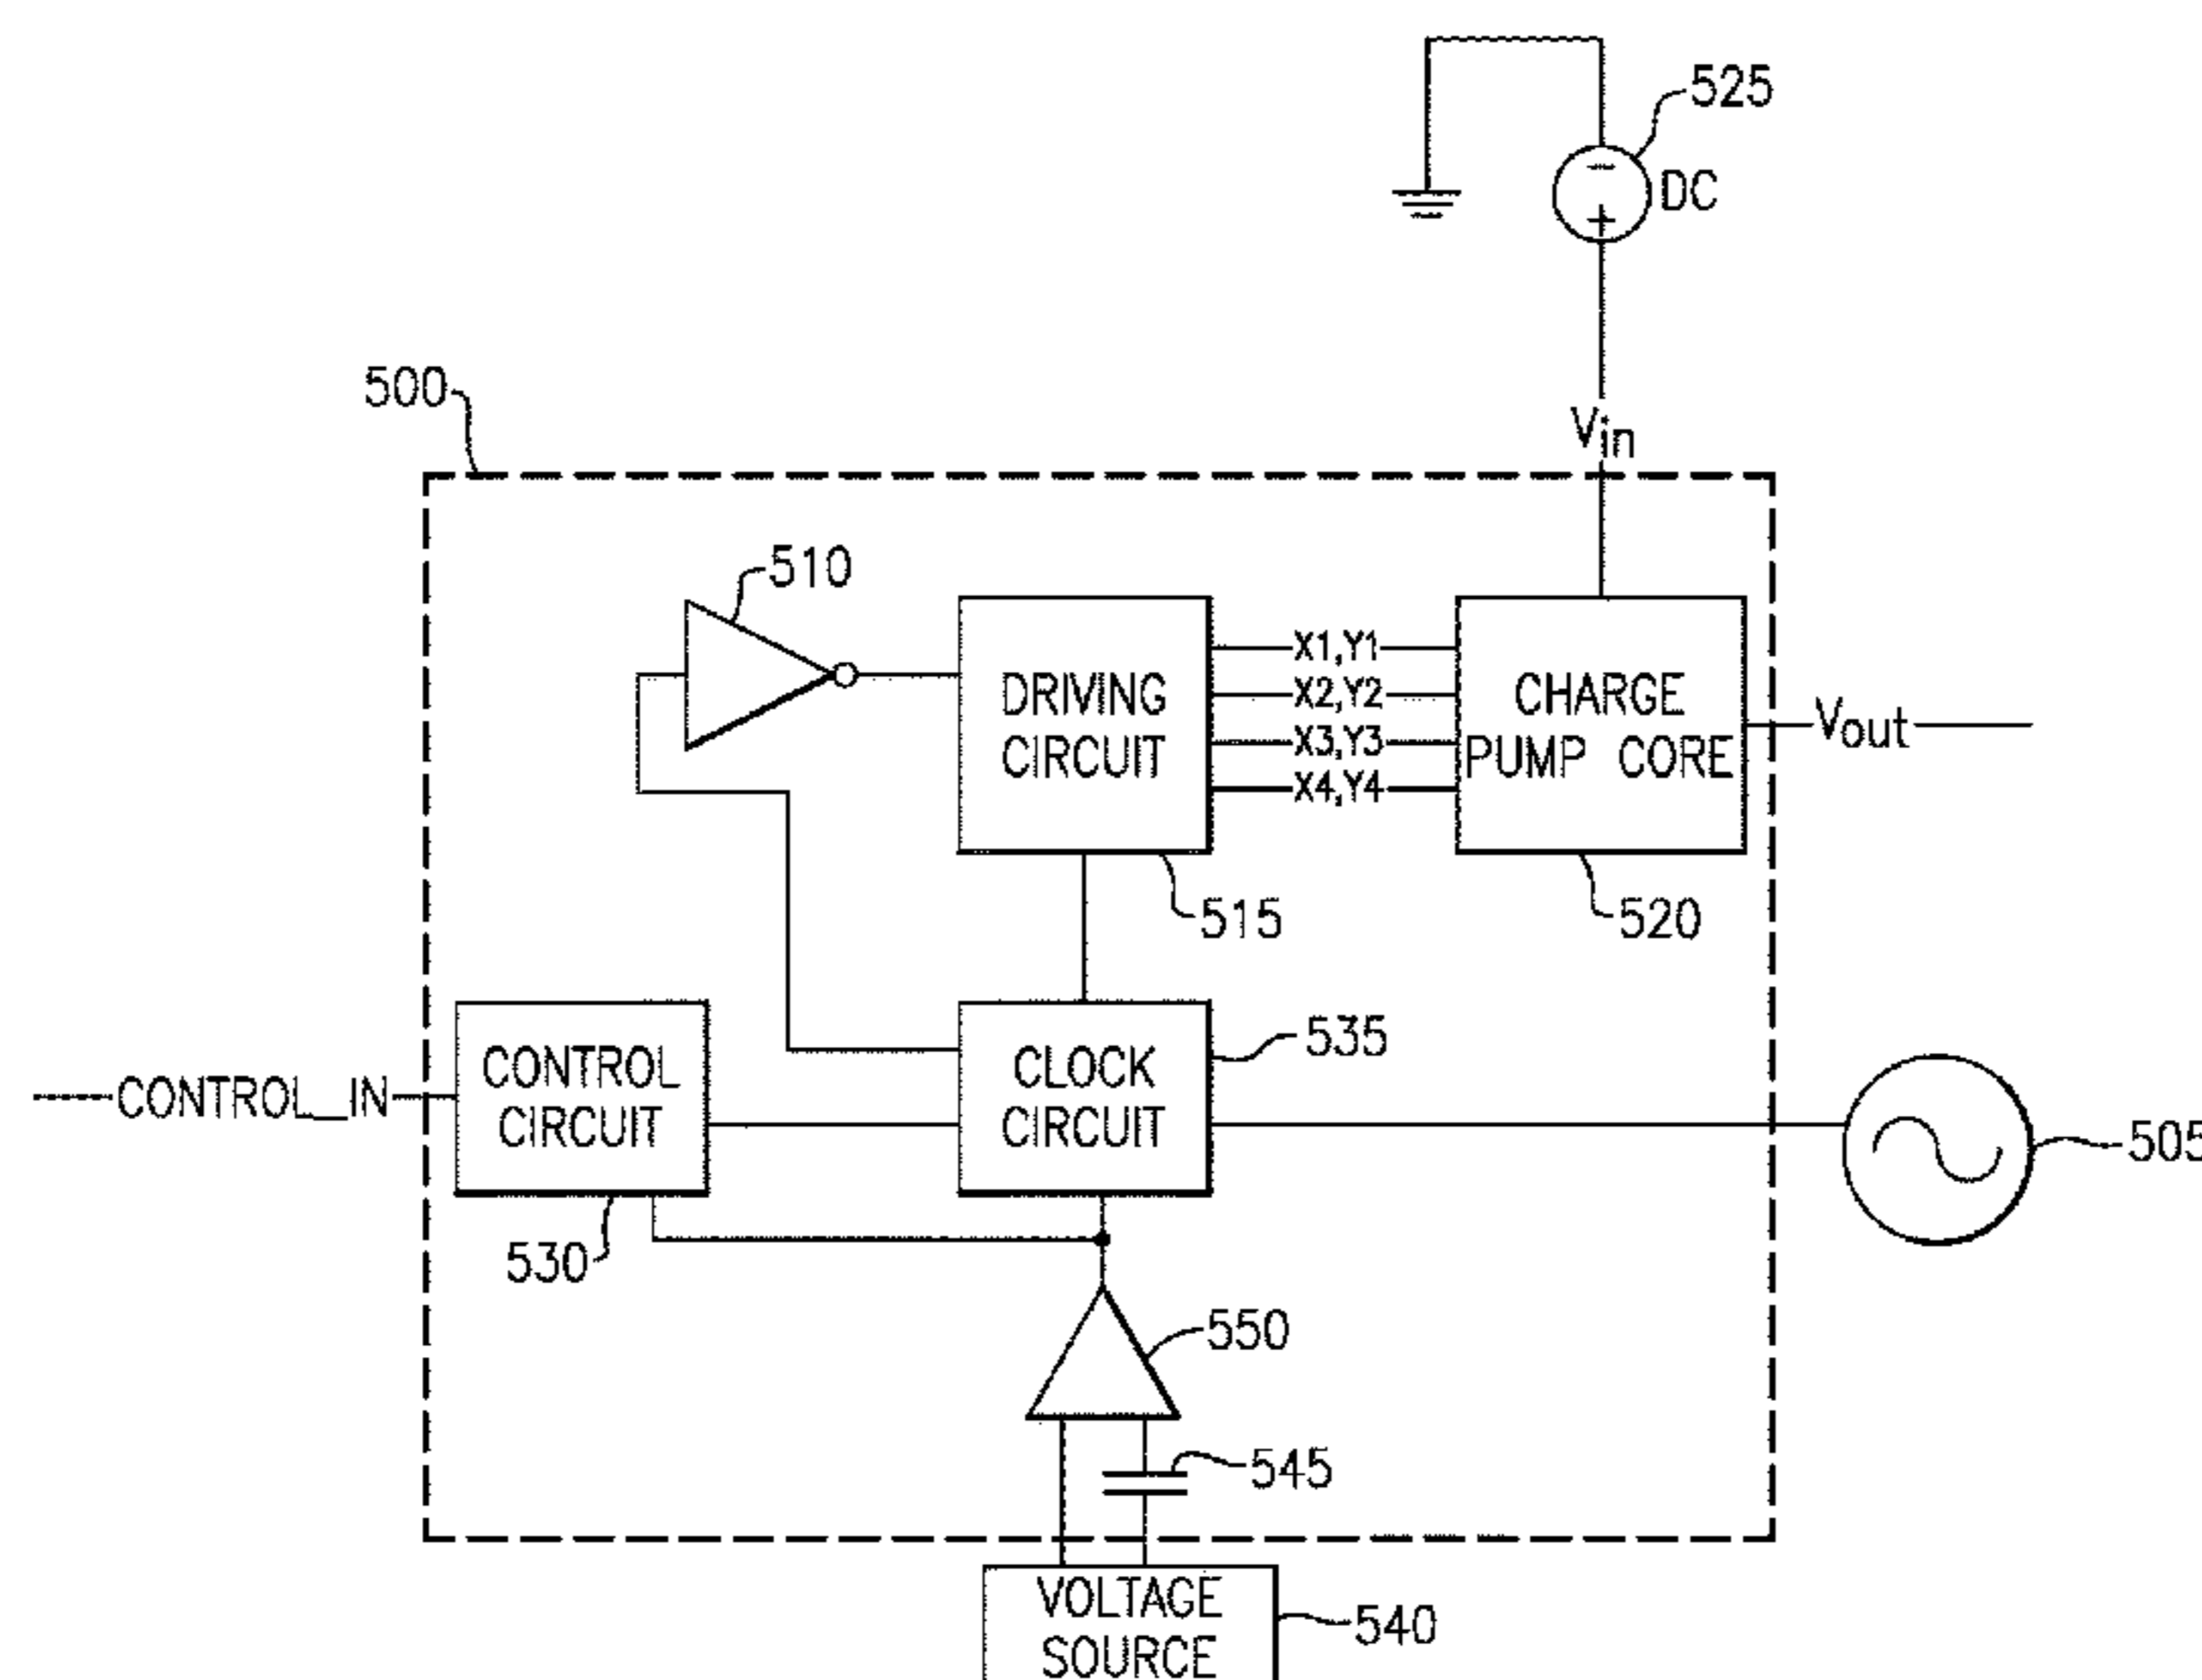 525
DC
Vin
500
510
DRIVING
CIRCUIT
X1,Y1
X2,Y2
X3,Y3
X4,Y4
CHARGE
PUMP CORE
Vout
515
520
CONTROL_IN
CONTROL
CIRCUIT
CLOCK
CIRCUIT
535
505
530
550
545
VOLTAGE
SOURCE
540